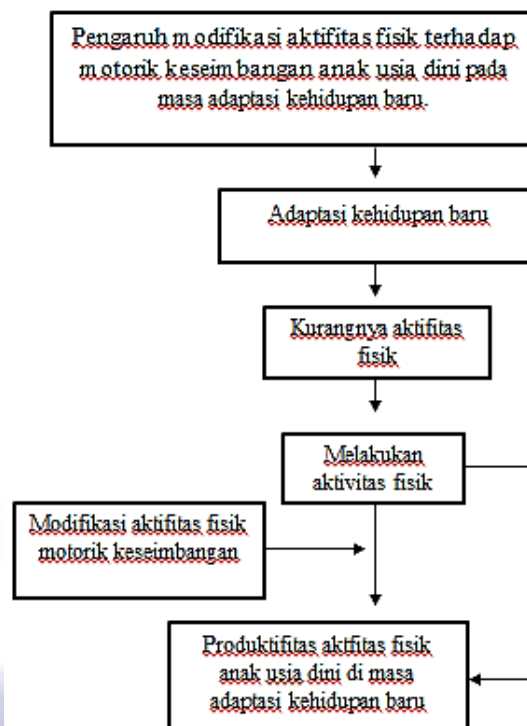 Pengaruh modifikasi aktifitas fisik terhadap
motorik keseimbangan anak usia dini pada
masa adaptasi kehidupan baru.
Adaptasi kehidupan baru
Kurangnya aktifitas
fisik
Melakukan
aktivitas fisik
Modifikasi aktifitas fisik
motorik keseimbangan
Produktifitas aktfitas fisik
anak usia dini di masa
adaptasi kehidupan baru